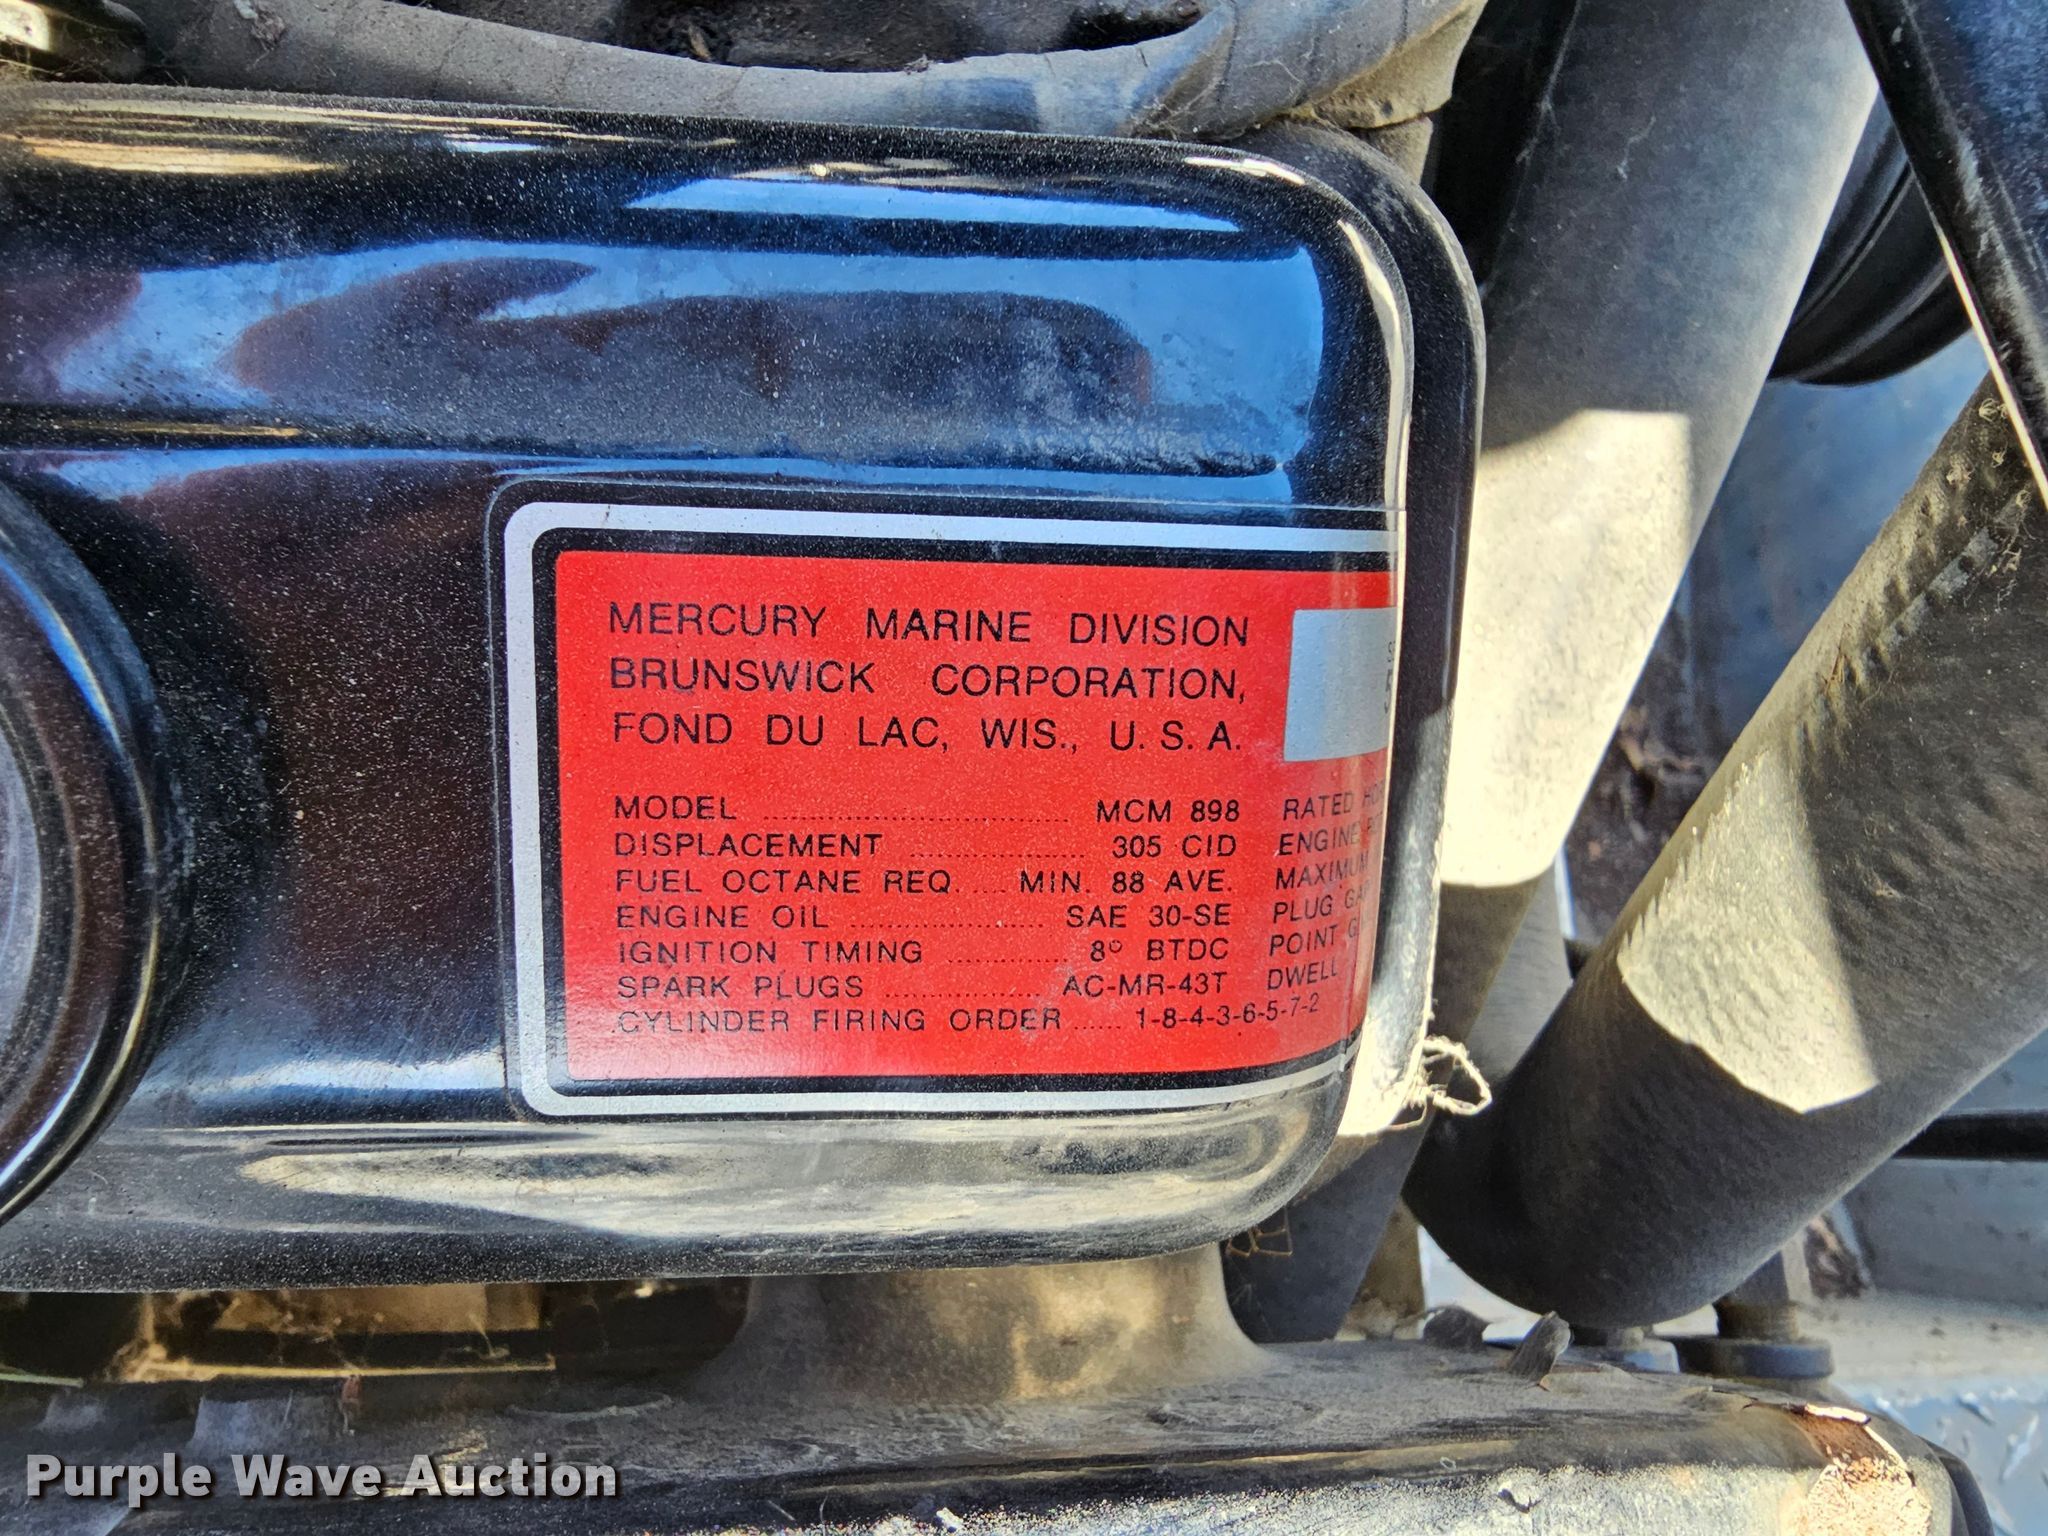 MERCURY MARINE DIVISION
BRUNSWICK CORPORATION,
FOND DU LAC, WIS., U.S.A.
MODEL ........ MCM 898 RATED
DISPLACEMENT ........ 305 CID ENGINE
FUEL OCTANE REQ. .... MIN. 88 AVE. MAXIMUM
ENGINE OIL ........ SAE 30-SE PLUG
IGNITION TIMING ........ 8° BTDC POINT
SPARK PLUGS ........ AC-MR-43T DWELL
CYLINDER FIRING ORDER ...... 1-8-4-3-6-5-7-2
Purple Wave Auction